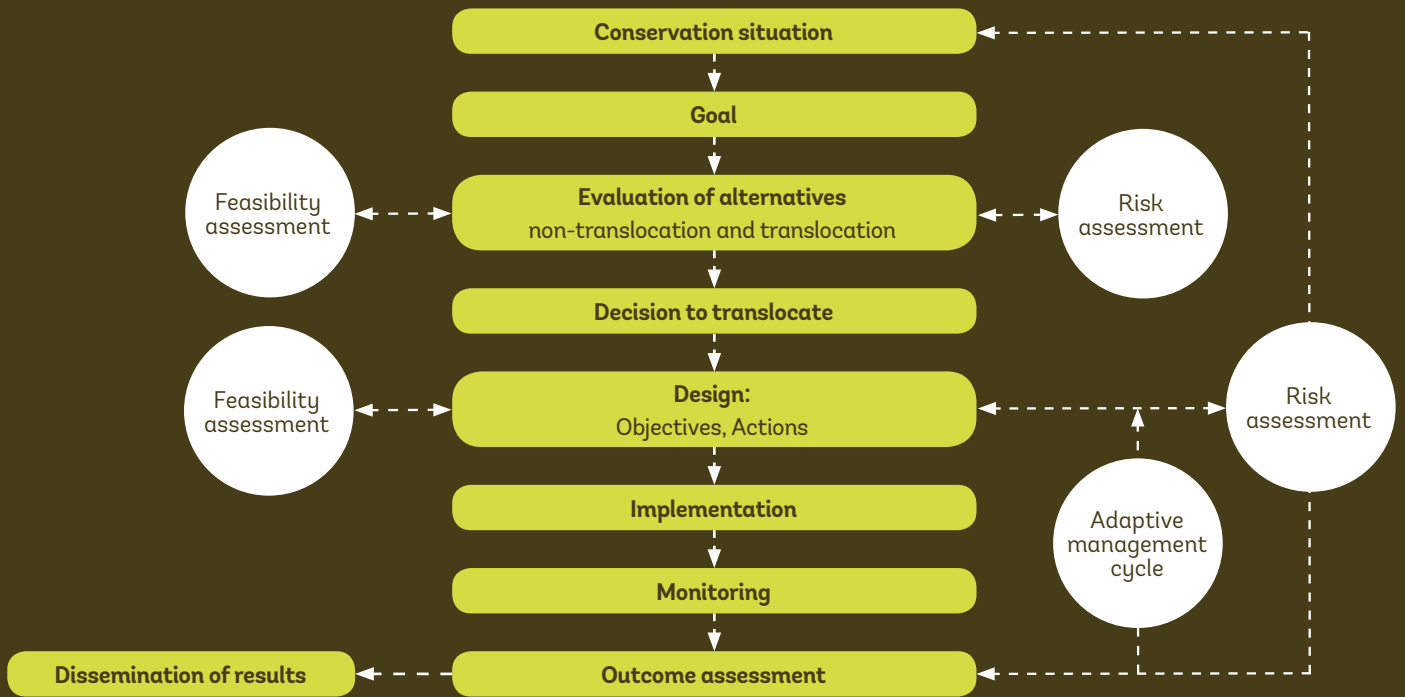 Conservation situation
Goal
Feasibility
assessment
Evaluation of alternatives
non-translocation and translocation
Risk
assessment
Decision to translocate
Feasibility
assessment
Design:
Objectives, Actions
Risk
assessment
Implementation
Adaptive
management
cycle
Monitoring
Dissemination of results
Outcome assessment